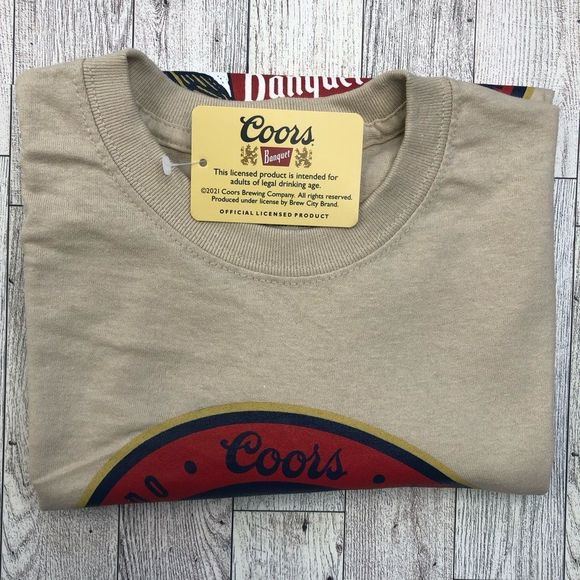 Banquet
Coors
Banquet
This licensed product is intended for
adults of legal drinking age.
©2021 Coors Brewing Company. All rights reserved.
Produced under license by Brew City Brand.
OFFICIAL LICENSED PRODUCT
Coors